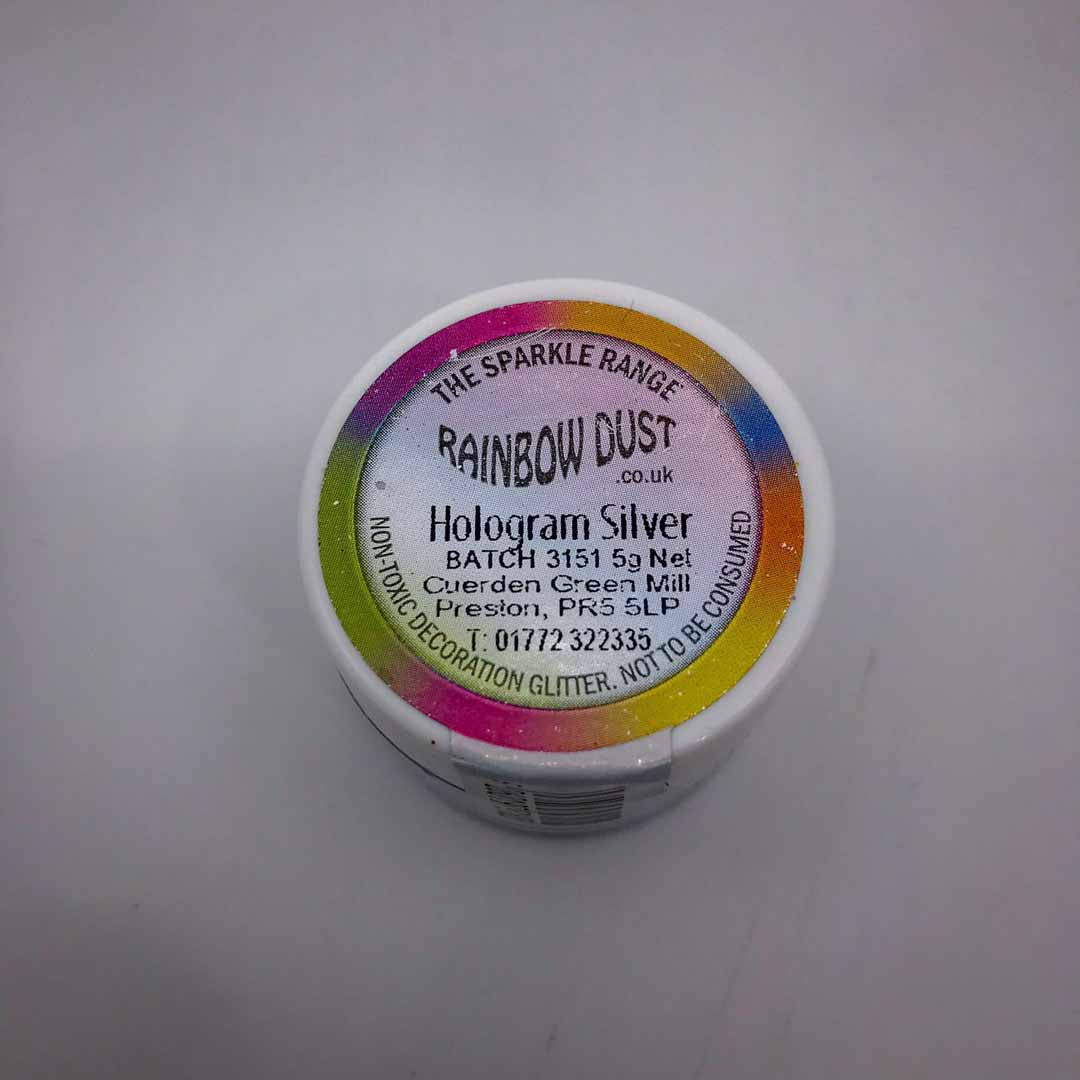 THE SPARKLE RANGE
RAINBOW DUST
.co.uk
Hologram Silver
BATCH 3151 5g Net
Cuerden Green Mill
Preston, PR5 5LP
T: 01772 322335
NON-TOXIC DECORATION GLITTER. NOT TO BE CONSUMED